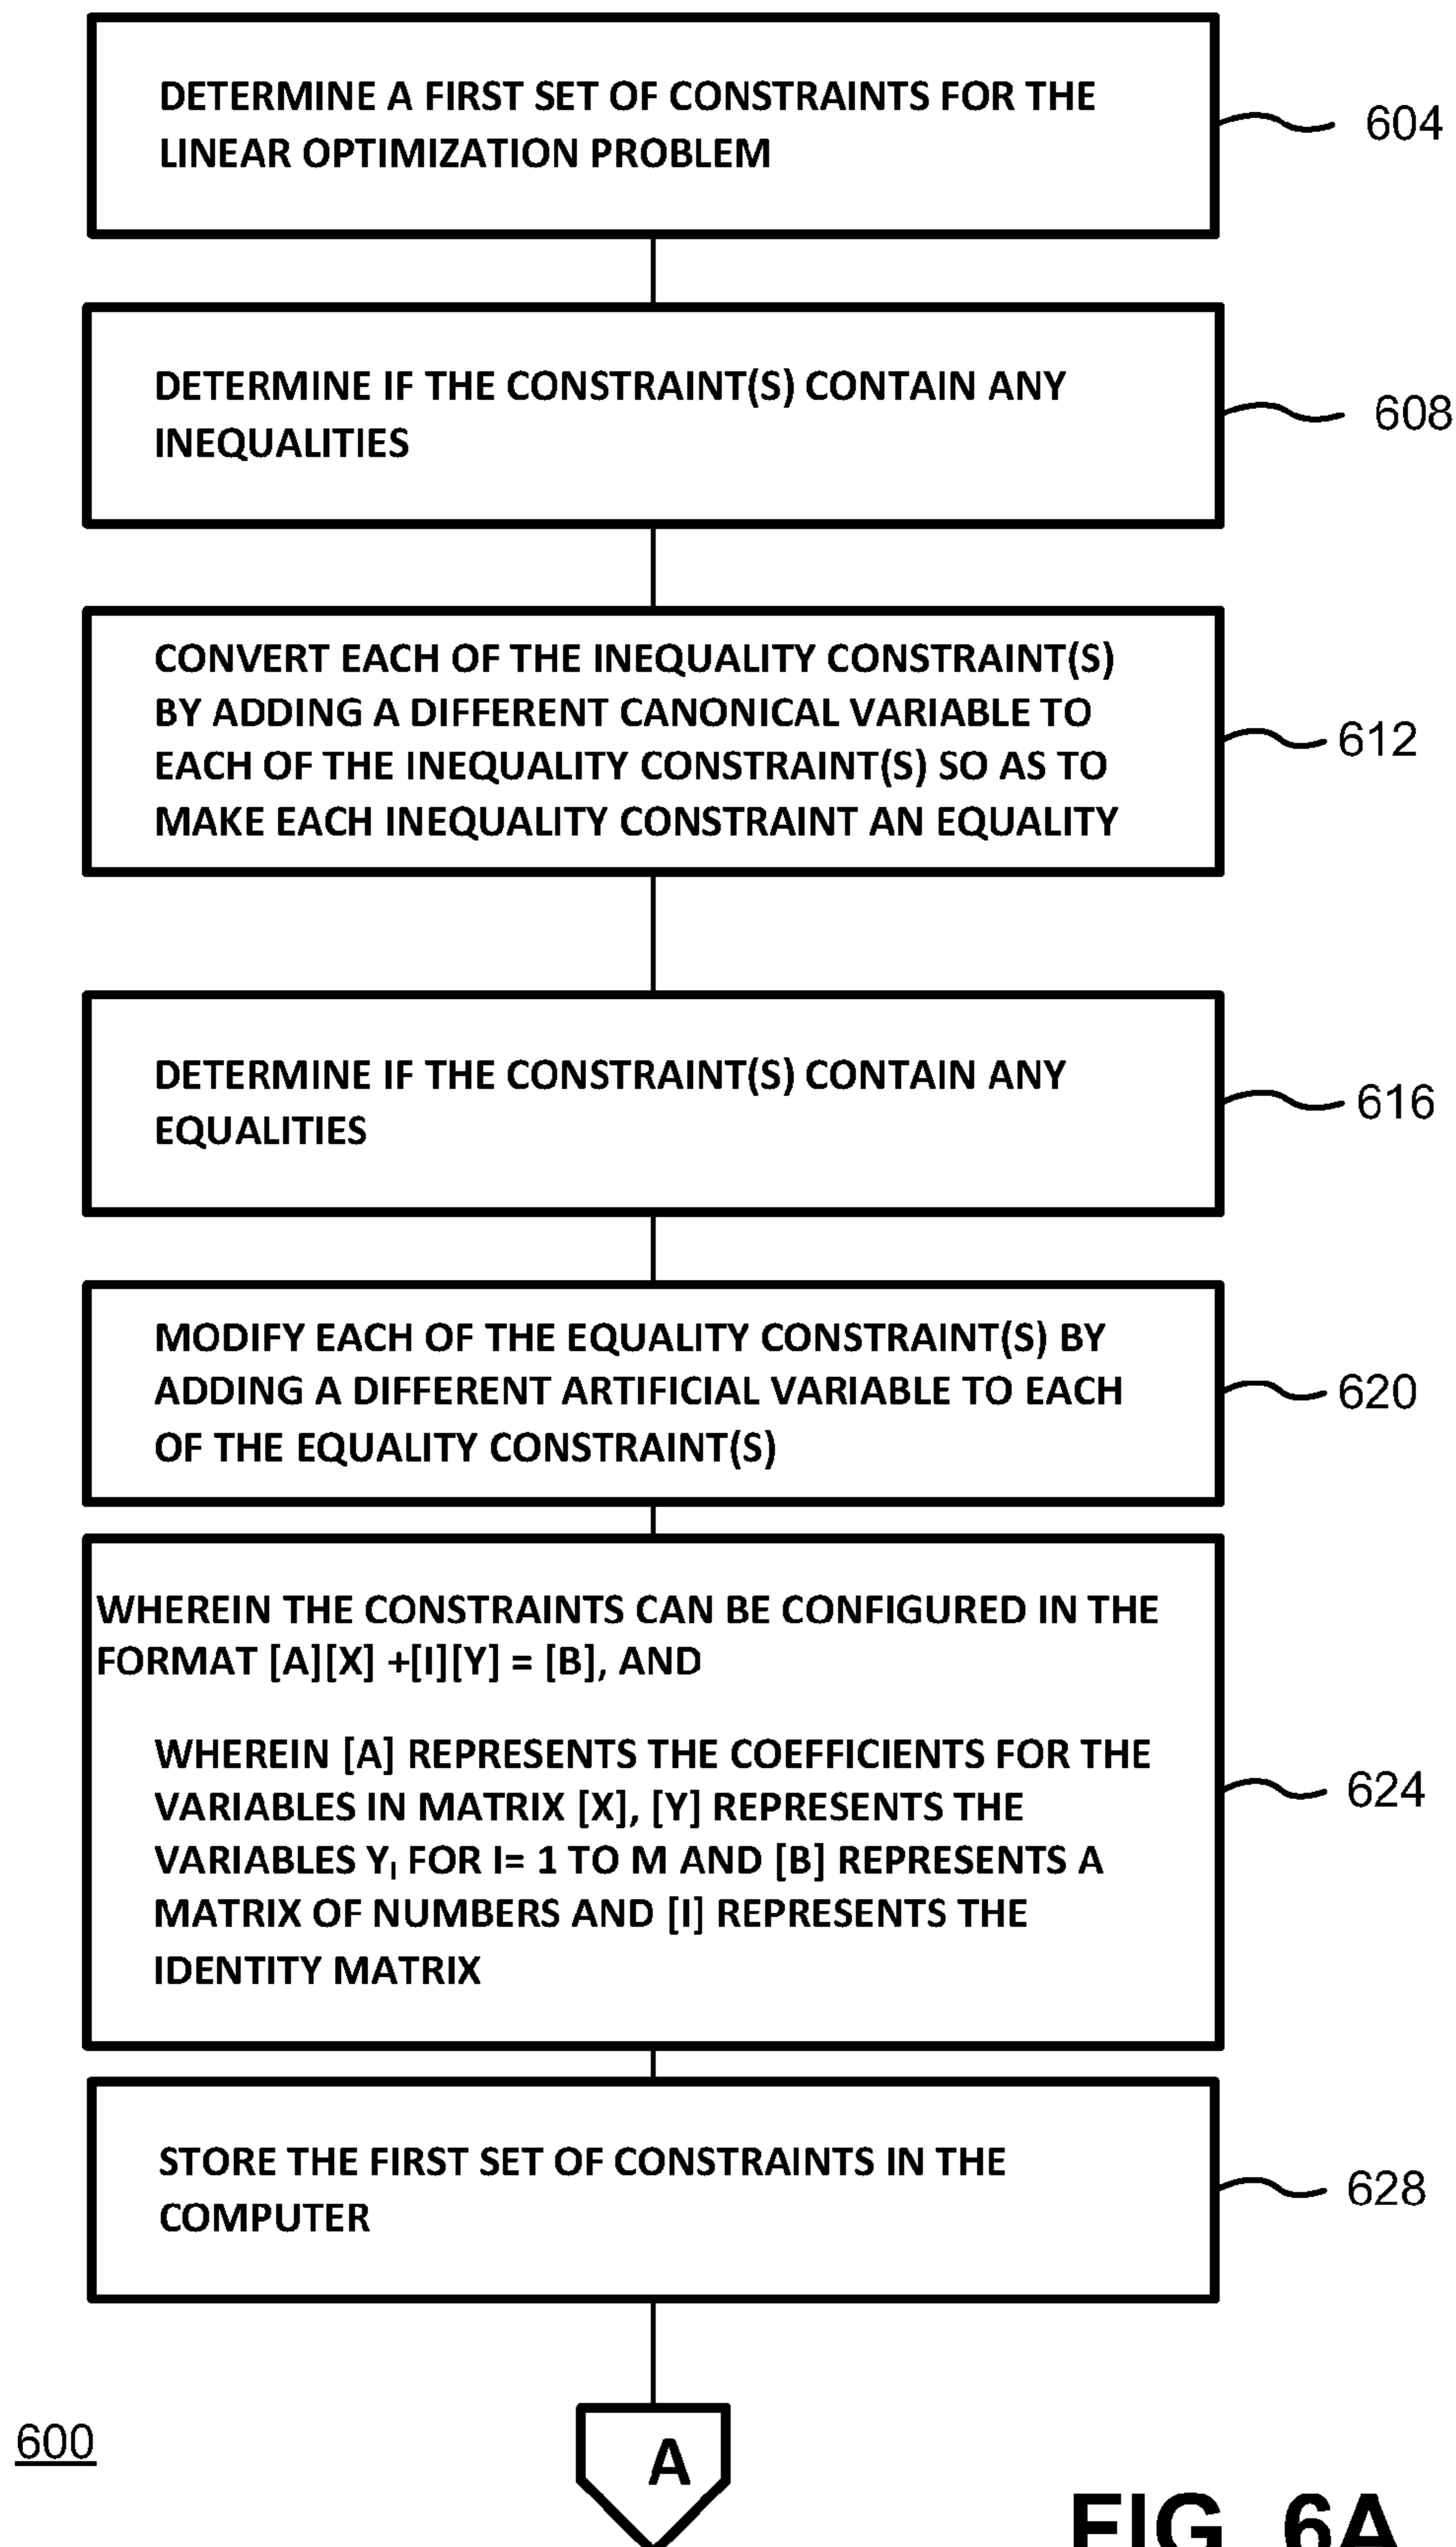 DETERMINE A FIRST SET OF CONSTRAINTS FOR THE
LINEAR OPTIMIZATION PROBLEM
604
DETERMINE IF THE CONSTRAINT(S) CONTAIN ANY
INEQUALITIES
608
CONVERT EACH OF THE INEQUALITY CONSTRAINT(S)
BY ADDING A DIFFERENT CANONICAL VARIABLE TO
EACH OF THE INEQUALITY CONSTRAINT(S) SO AS TO
MAKE EACH INEQUALITY CONSTRAINT AN EQUALITY
612
DETERMINE IF THE CONSTRAINT(S) CONTAIN ANY
EQUALITIES
616
MODIFY EACH OF THE EQUALITY CONSTRAINT(S) BY
ADDING A DIFFERENT ARTIFICIAL VARIABLE TO EACH
OF THE EQUALITY CONSTRAINT(S)
620
WHEREIN THE CONSTRAINTS CAN BE CONFIGURED IN THE
FORMAT [A][X] +[I][Y] = [B], AND
WHEREIN [A] REPRESENTS THE COEFFICIENTS FOR THE
VARIABLES IN MATRIX [X], [Y] REPRESENTS THE
VARIABLES Y_I FOR I= 1 TO M AND [B] REPRESENTS A
MATRIX OF NUMBERS AND [I] REPRESENTS THE
IDENTITY MATRIX
624
STORE THE FIRST SET OF CONSTRAINTS IN THE
COMPUTER
628
600
A
FIG. 6A